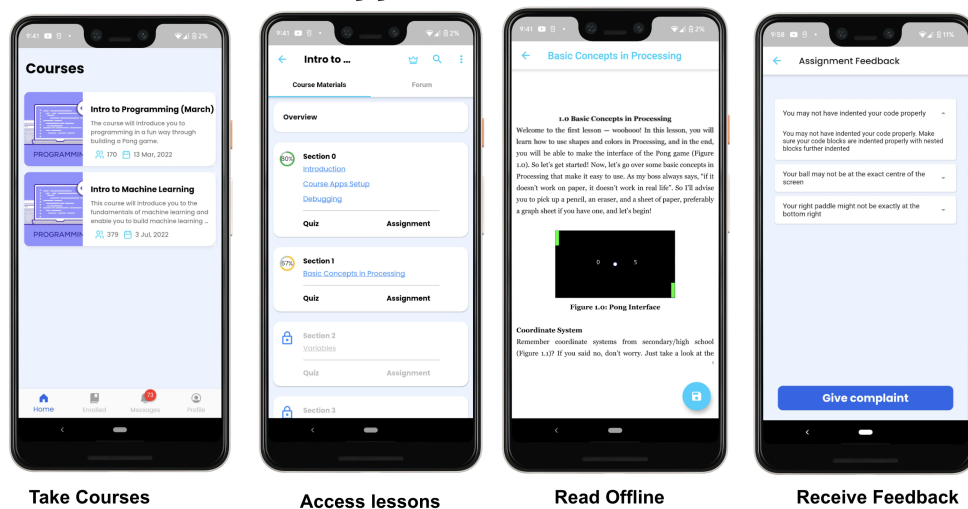 9:41
2%
Courses
PROGRAMMIN
Intro to Programming (March)
The course will introduce you to
programming in a fun way through
building a Pong game.
170
13 Mar, 2022
PROGRAMMIN
Intro to Machine Learning
This course will introduce you to the
fundamentals of machine learning and
enable you to build machine learning ...
379
3 Jul, 2022
73
Home
Enrolled
Messages
Profile
Take Courses
9:41
2%
Intro to ...
Course Materials
Forum
Overview
80%
Section 0
Introduction
Course Apps Setup
Debugging
Quiz
Assignment
67%
Section 1
Basic Concepts in Processing
Quiz
Assignment
Section 2
Variables
Quiz
Assignment
Section 3
Access lessons
9:41
2%
Basic Concepts in Processing
1.0 Basic Concepts in Processing
Welcome to the first lesson — woohooo! In this lesson, you will
learn how to use shapes and colors in Processing, and in the end,
you will be able to make the interface of the Pong game (Figure
1.0). So let's get started! Now, let's go over some basic concepts in
Processing that make it easy to use. As my boss always says, "if it
doesn't work on paper, it doesn't work in real life". So I'll advise
you to pick up a pencil, an eraser, and a sheet of paper, preferably
a graph sheet if you have one, and let's begin!
0
5
Figure 1.0: Pong Interface
Coordinate System
Remember coordinate systems from secondary/high school
(Figure 1.1)? If you said no, don't worry. Just take a look at the
Read Offline
9:58
11%
Assignment Feedback
You may not have indented your code properly
You may not have indented your code properly. Make
sure your code blocks are indented properly with nested
blocks further indented
Your ball may not be at the exact centre of the
screen
Your right paddle might not be exactly at the
bottom right
Give complaint
Receive Feedback